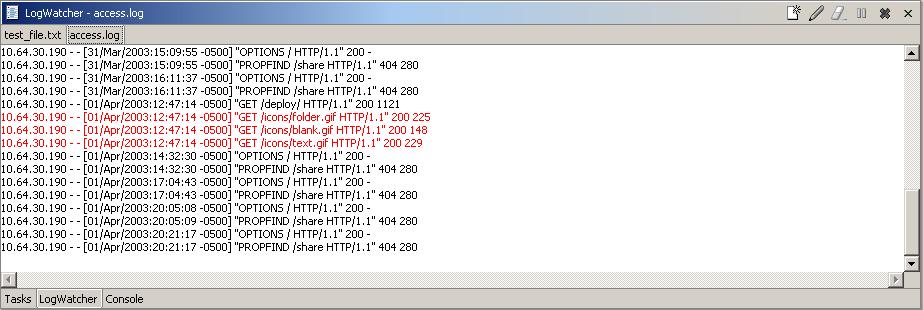 LogWatcher - access.log
test_file.txt access.log
10.64.30.190 - - [31/Mar/2003:15:09:55 -0500] "OPTIONS / HTTP/1.1" 200 -
10.64.30.190 - - [31/Mar/2003:15:09:55 -0500] "PROPFIND /share HTTP/1.1" 404 280
10.64.30.190 - - [31/Mar/2003:16:11:37 -0500] "OPTIONS / HTTP/1.1" 200 -
10.64.30.190 - - [31/Mar/2003:16:11:37 -0500] "PROPFIND /share HTTP/1.1" 404 280
10.64.30.190 - - [01/Apr/2003:12:47:14 -0500] "GET /deploy/ HTTP/1.1" 200 1121
10.64.30.190 - - [01/Apr/2003:12:47:14 -0500] "GET /icons/folder.gif HTTP/1.1" 200 225
10.64.30.190 - - [01/Apr/2003:12:47:14 -0500] "GET /icons/blank.gif HTTP/1.1" 200 148
10.64.30.190 - - [01/Apr/2003:12:47:14 -0500] "GET /icons/text.gif HTTP/1.1" 200 229
10.64.30.190 - - [01/Apr/2003:14:32:30 -0500] "OPTIONS / HTTP/1.1" 200 -
10.64.30.190 - - [01/Apr/2003:14:32:30 -0500] "PROPFIND /share HTTP/1.1" 404 280
10.64.30.190 - - [01/Apr/2003:17:04:43 -0500] "OPTIONS / HTTP/1.1" 200 -
10.64.30.190 - - [01/Apr/2003:17:04:43 -0500] "PROPFIND /share HTTP/1.1" 404 280
10.64.30.190 - - [01/Apr/2003:20:05:08 -0500] "OPTIONS / HTTP/1.1" 200 -
10.64.30.190 - - [01/Apr/2003:20:05:09 -0500] "PROPFIND /share HTTP/1.1" 404 280
10.64.30.190 - - [01/Apr/2003:20:21:17 -0500] "OPTIONS / HTTP/1.1" 200 -
10.64.30.190 - - [01/Apr/2003:20:21:17 -0500] "PROPFIND /share HTTP/1.1" 404 280
Tasks LogWatcher Console